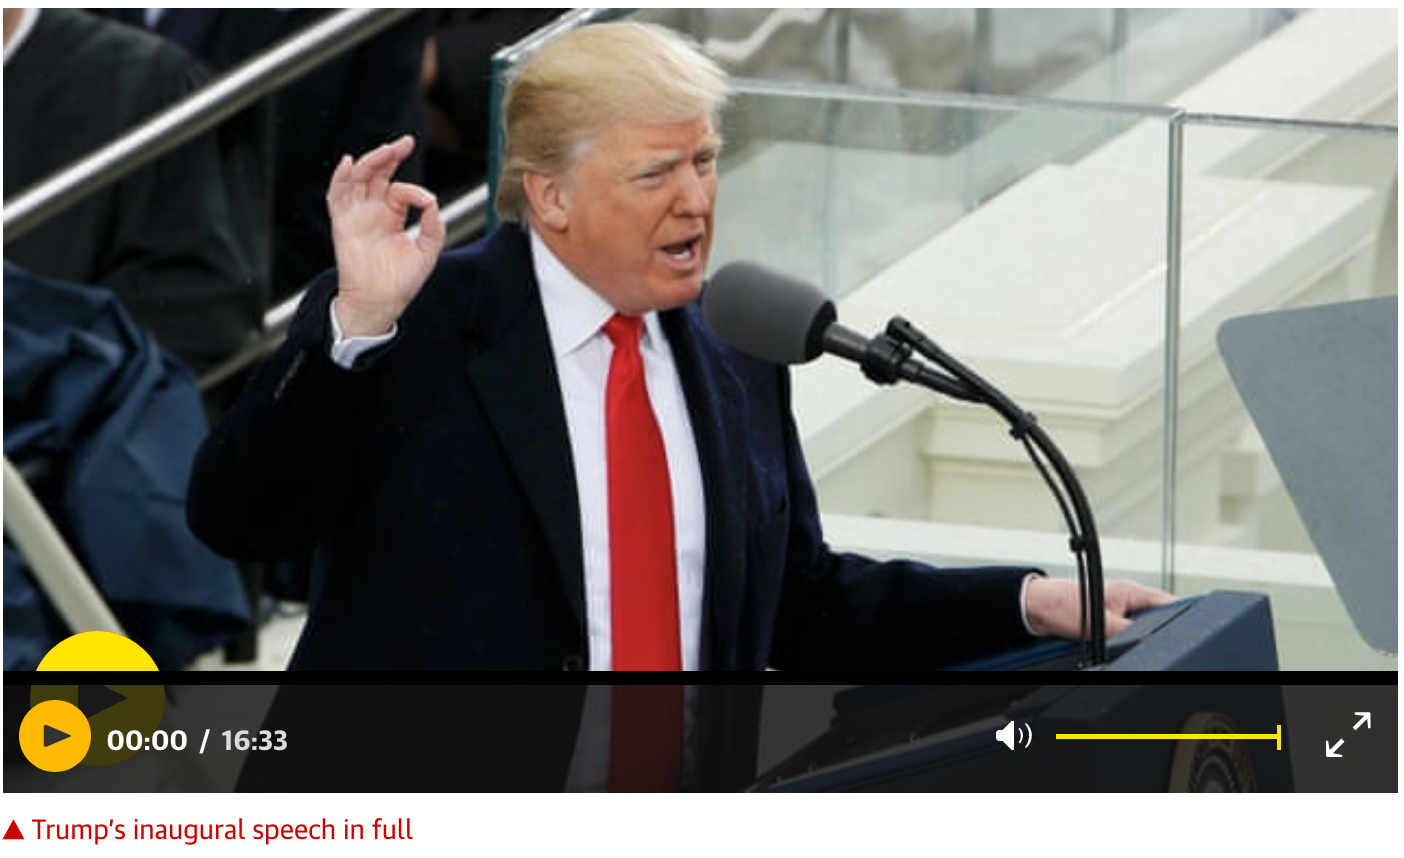 00:00 / 16:33
▲ Trump's inaugural speech in full